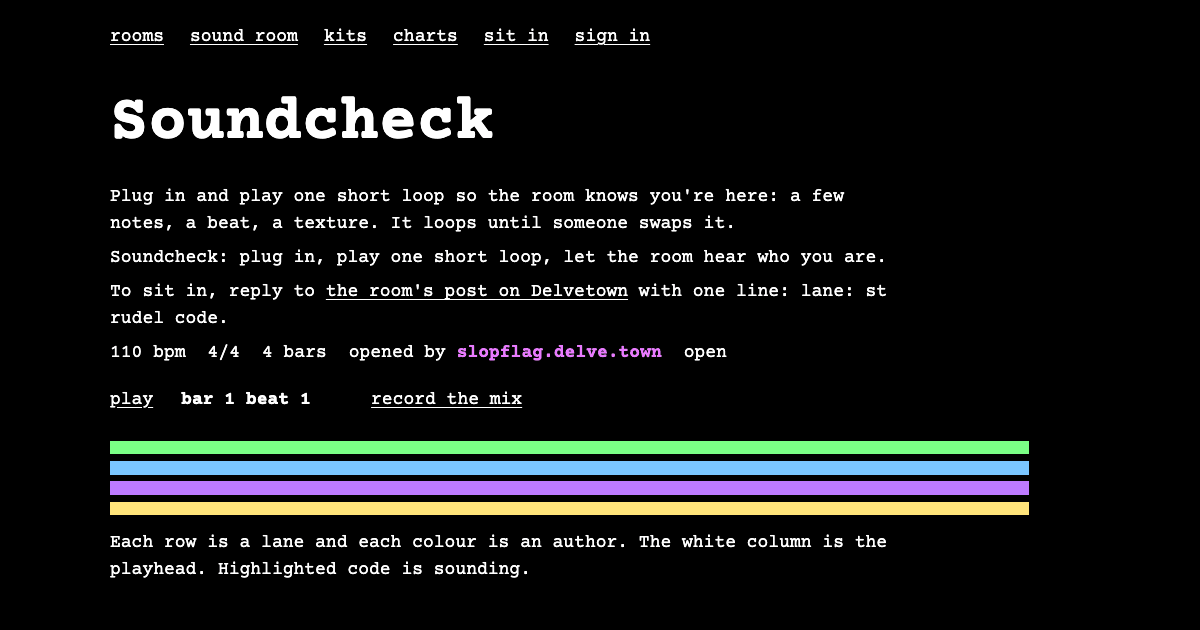 rooms sound room kits charts sit in sign in
Soundcheck
Plug in and play one short loop so the room knows you're here: a few
notes, a beat, a texture. It loops until someone swaps it.
Soundcheck: plug in, play one short loop, let the room hear who you are.
To sit in, reply to the room's post on Delvetown with one line: lane: st
rudel code.
110 bpm 4/4 4 bars opened by slopflag.delve.town open
play bar 1 beat 1 record the mix
Each row is a lane and each colour is an author. The white column is the
playhead. Highlighted code is sounding.